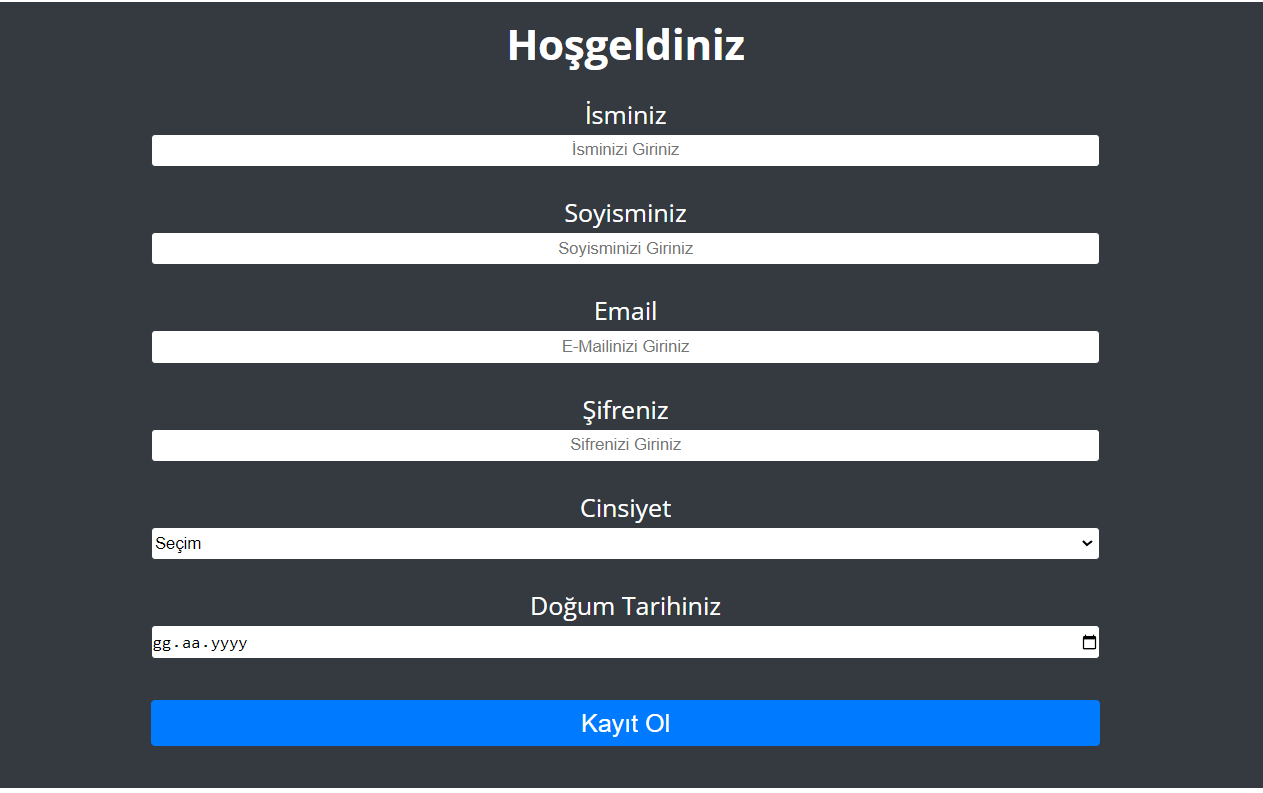 Hoşgeldiniz
İsminiz
İsminizi Giriniz
Soyisminiz
Soyisminizi Giriniz
Email
E-Mailinizi Giriniz
Şifreniz
Sifrenizi Giriniz
Cinsiyet
Seçim
Doğum Tarihiniz
gg.aa.yyyy
Kayıt Ol